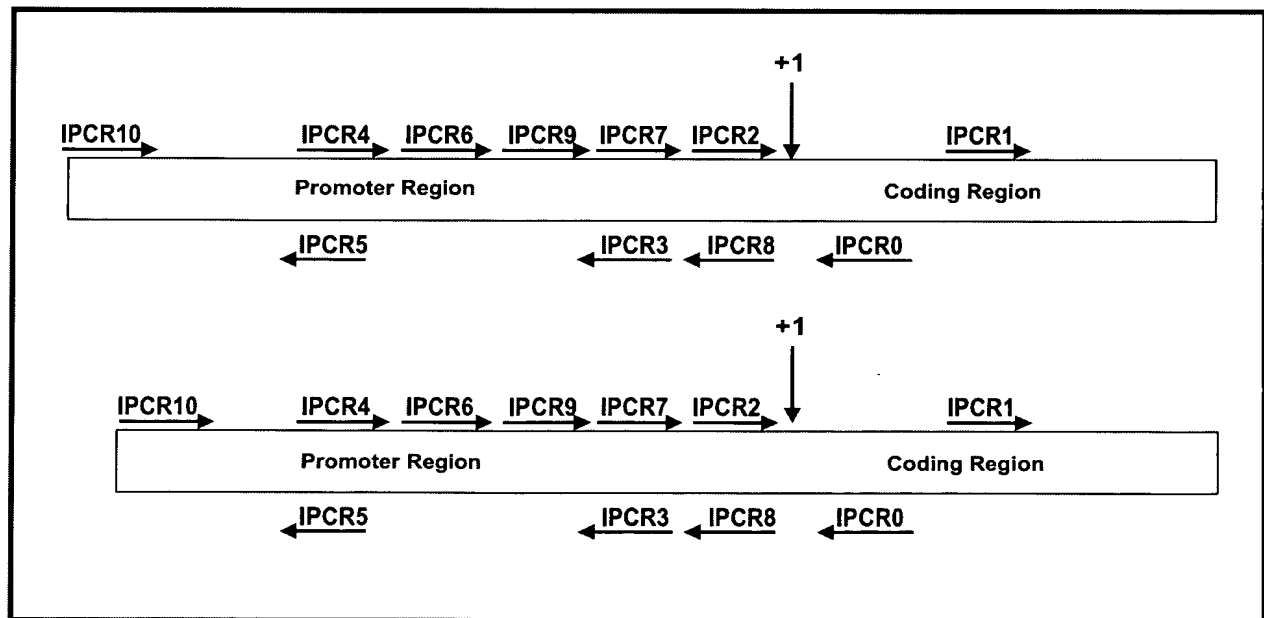 +1
IPCR10 IPCR4 IPCR6 IPCR9 IPCR7 IPCR2 IPCR1
Promoter Region Coding Region
IPCR5 IPCR3 IPCR8 IPCR0
+1
IPCR10 IPCR4 IPCR6 IPCR9 IPCR7 IPCR2 IPCR1
Promoter Region Coding Region
IPCR5 IPCR3 IPCR8 IPCR0